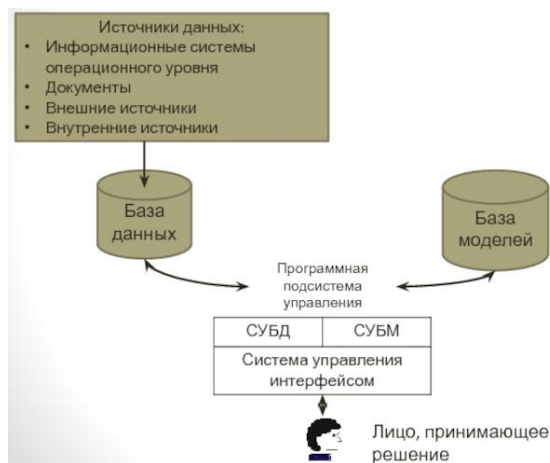 Источники данных:
• Информационные системы
операционного уровня
• Документы
• Внешние источники
• Внутренние источники
База
данных
База
моделей
Программная
подсистема
управления
СУБД СУБМ
Система управления
интерфейсом
Лицо, принимающее
решение